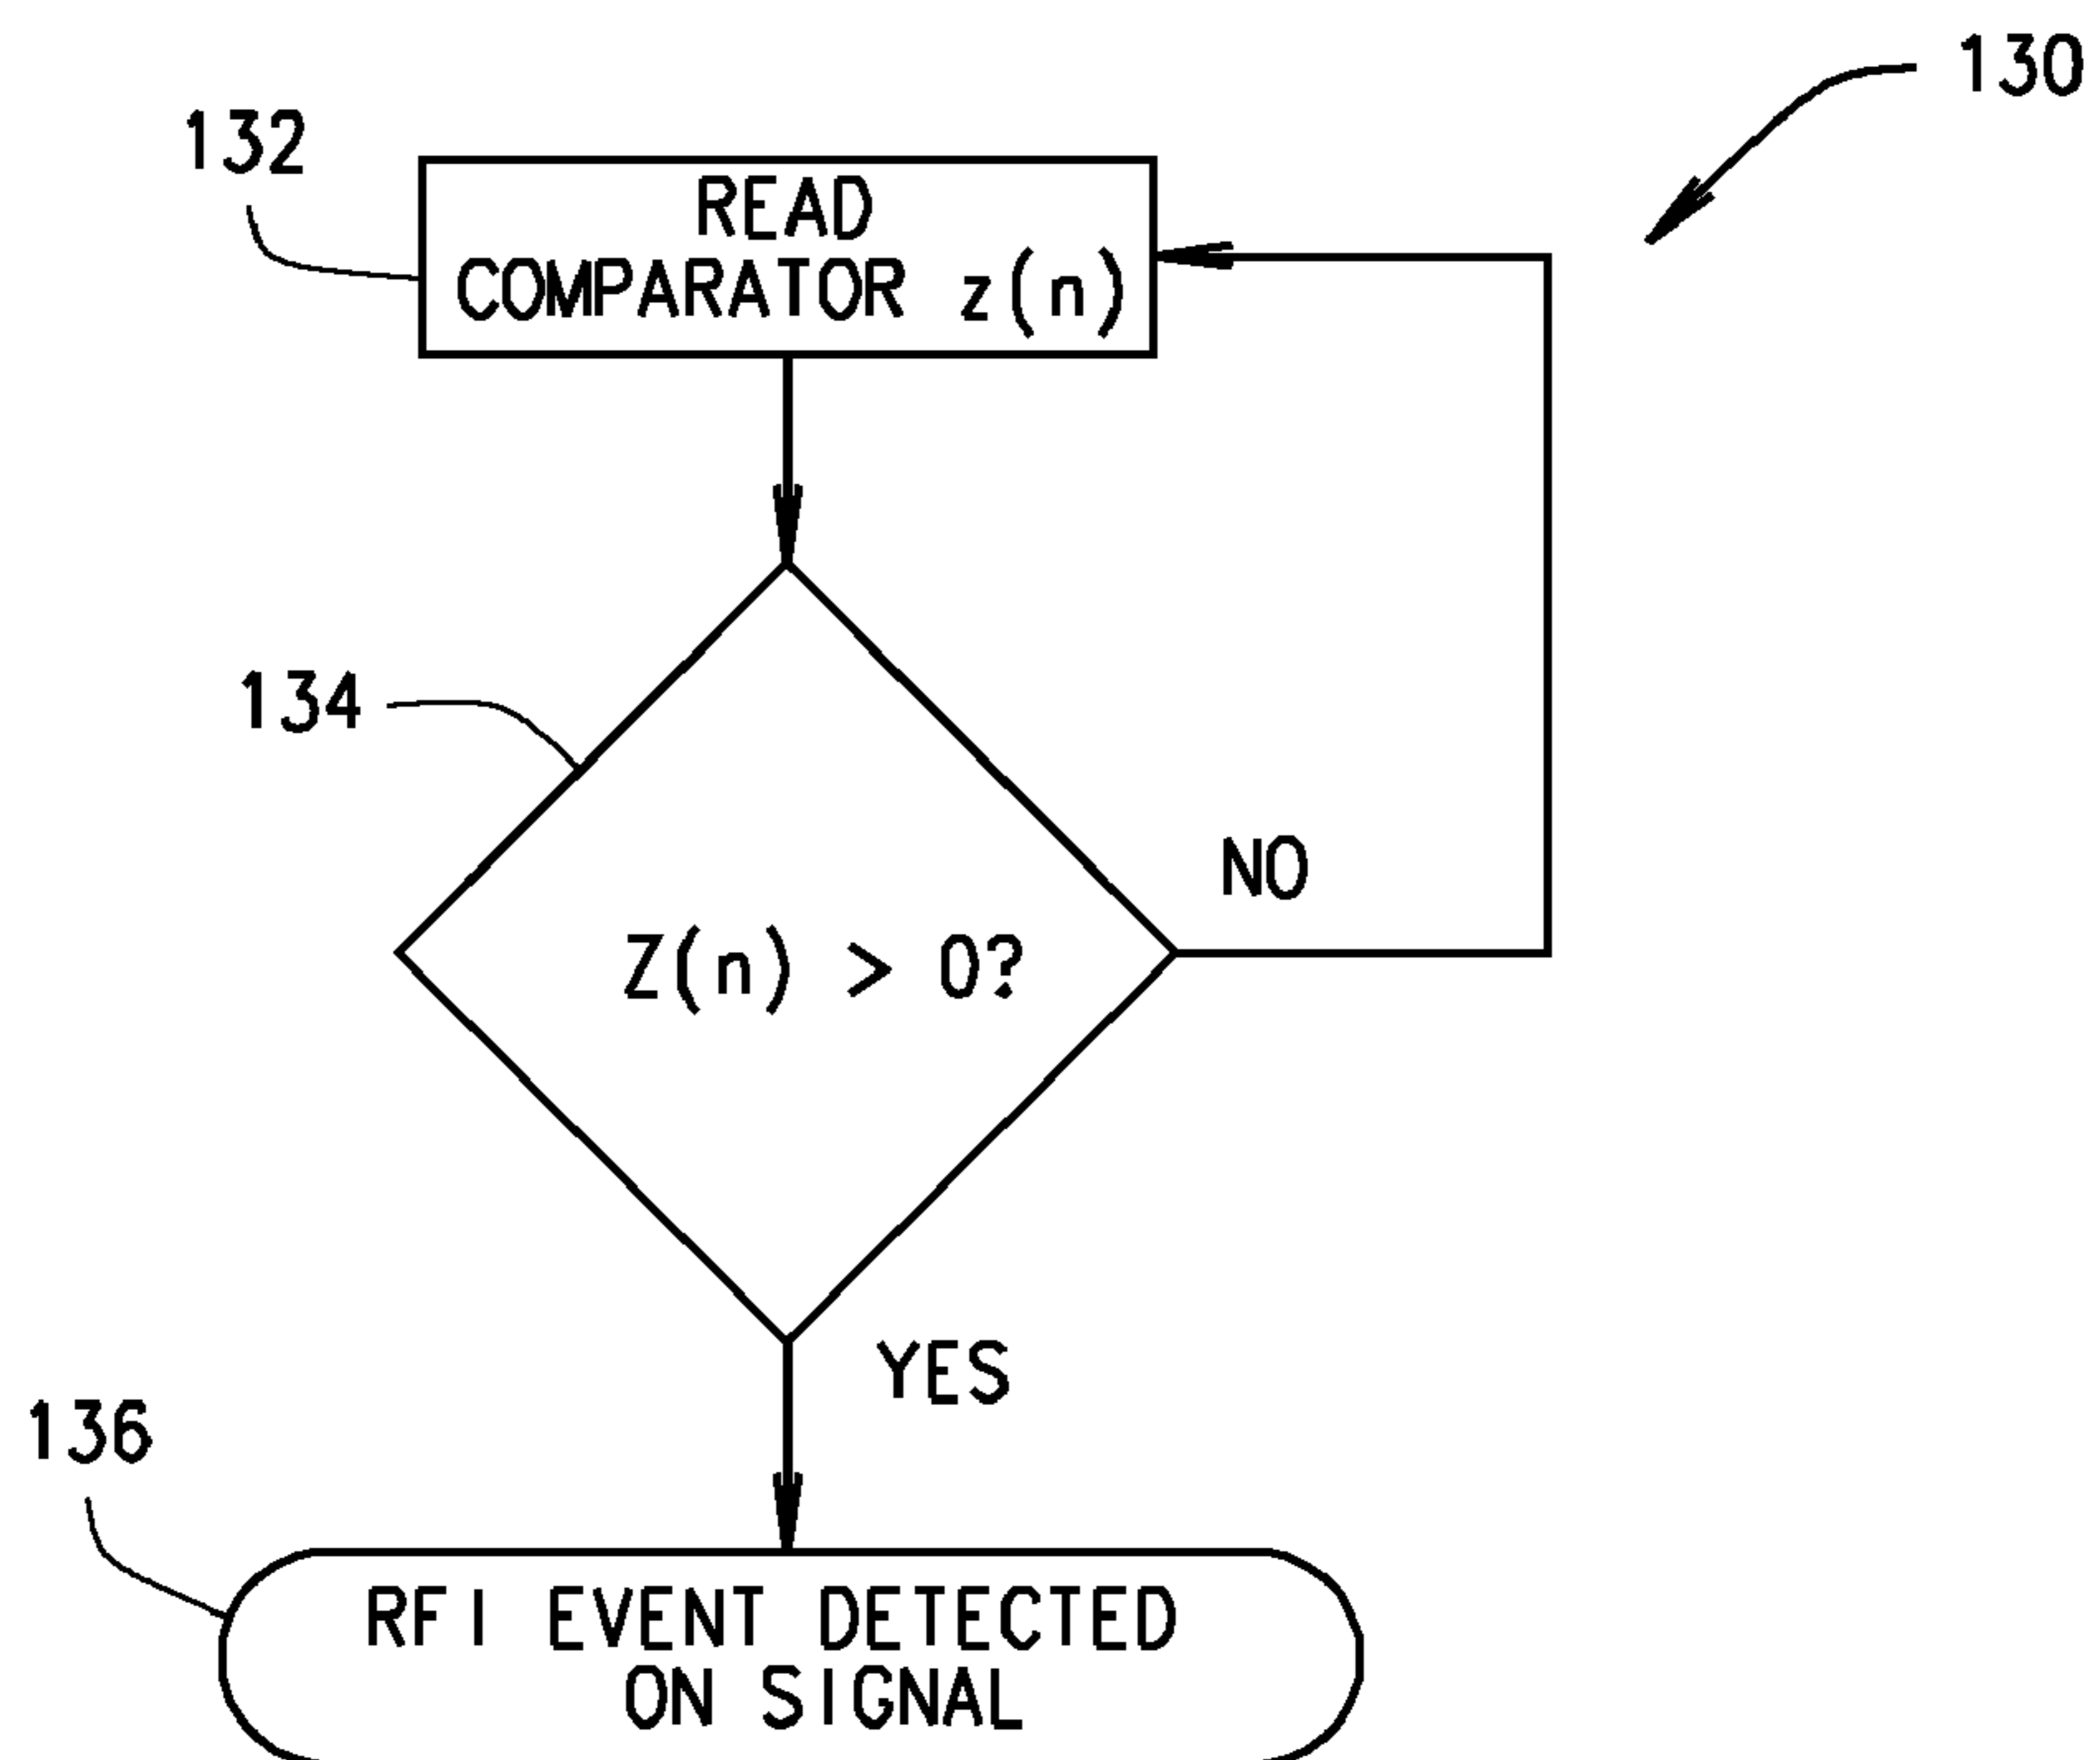 130
132
READ
COMPARATOR z(n)
134
NO
Z(n) > 0?
YES
136
RFI EVENT DETECTED
ON SIGNAL